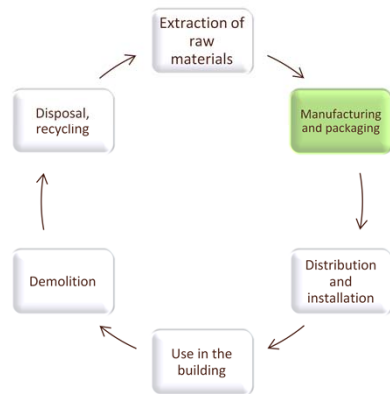 Extraction of
raw
materials
Manufacturing
and packaging
Distribution
and
installation
Use in the
building
Demolition
Disposal,
recycling